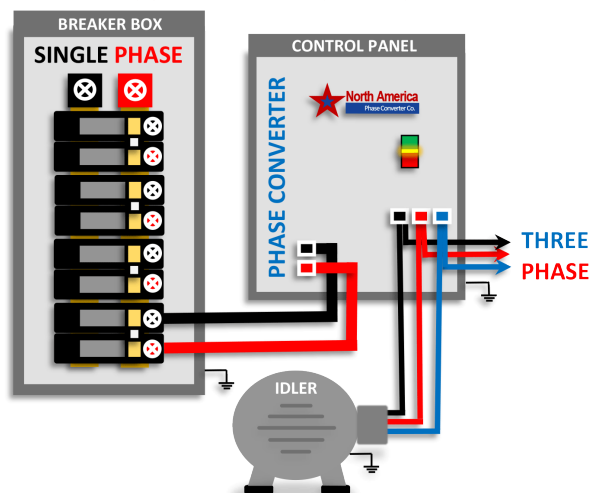 BREAKER BOX
SINGLE PHASE
CONTROL PANEL
PHASE CONVERTER
North America
Phase Converter Co.
THREE
PHASE
IDLER